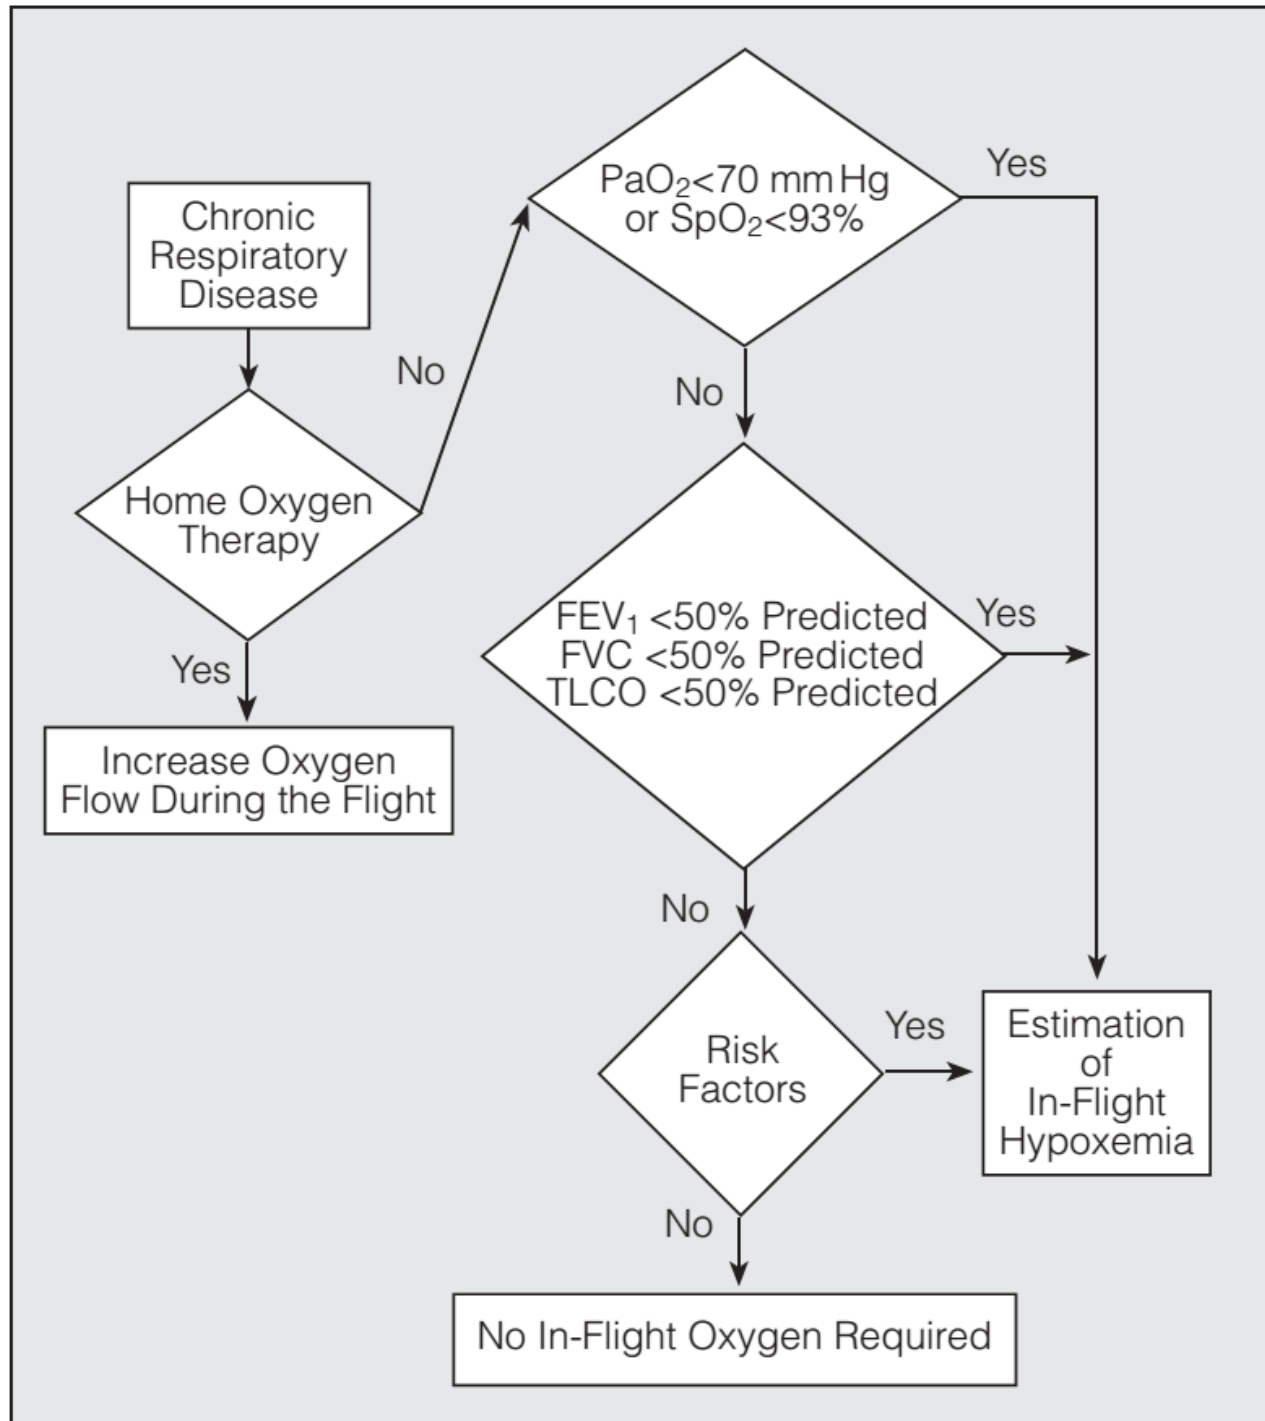 Chronic
Respiratory
Disease
Home Oxygen
Therapy
Yes
Increase Oxygen
Flow During the Flight
No
PaO₂<70 mm Hg
or SpO₂<93%
Yes
No
FEV₁ <50% Predicted
FVC <50% Predicted
TLCO <50% Predicted
Yes
No
Risk
Factors
Yes
Estimation
of
In-Flight
Hypoxemia
No
No In-Flight Oxygen Required